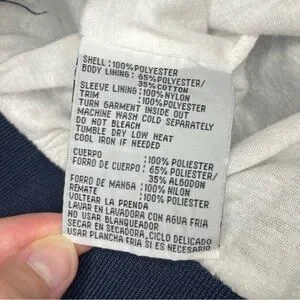 SHELL :100%POLYESTER
BODY LINING: 65%POLYESTER/
35%COTTON
SLEEVE LINING:100%NYLON
TRIM :100%POLYESTER
TURN GARMENT INSIDE OUT
MACHINE WASH COLD SEPARATELY
DO NOT BLEACH
TUMBLE DRY LOW HEAT
COOL IRON IF NEEDED
CUERPO :100% POLIESTER
FORRO DE CUERPO: 65% POLIESTER/
35% ALGODON
FORRO DE MANGA :100% NILON
REMATE :100% POLIESTER
VOLTEAR LA PRENDA
LAVAR EN LAVADORA CON AGUA FRIA
NO USAR BLANQUEADOR
SECAR EN SECADORA,CICLO DELICADO
USAR PLANCHA FRIA SI ES NECESARIO